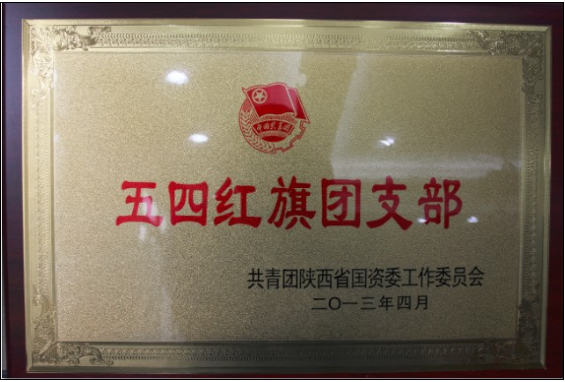 五四红旗团支部
共青团陕西省国资委工作委员会
二〇一三年四月